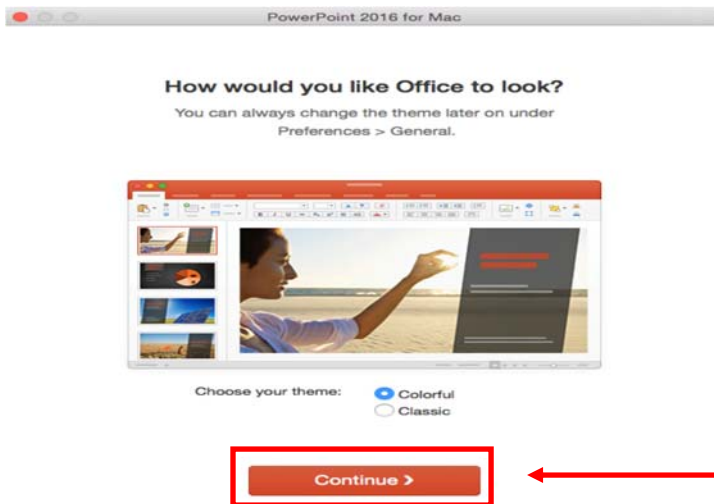 PowerPoint 2016 for Mac
How would you like Office to look?
You can always change the theme later on under
Preferences > General.
Choose your theme:
Colorful
Classic
Continue >